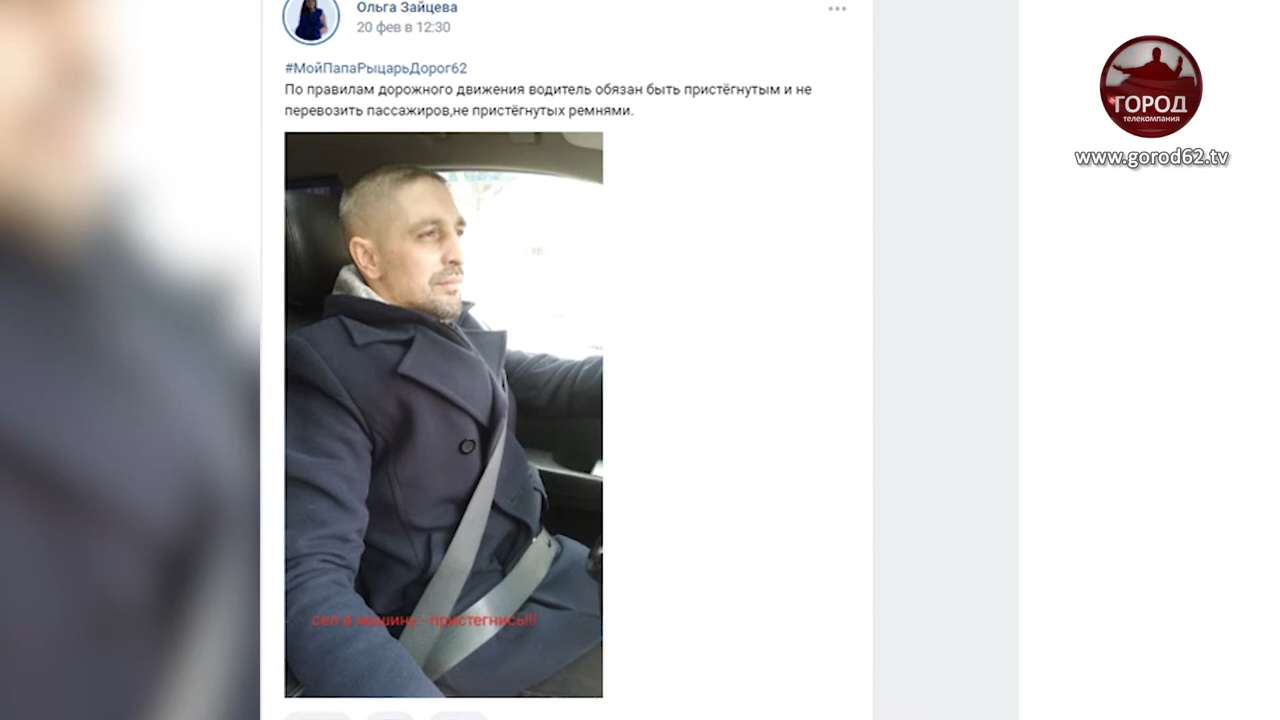 Ольга Зайцева
20 фев в 12:30
#МойПапаРыцарьДорог62
По правилам дорожного движения водитель обязан быть пристёгнутым и не
перевозить пассажиров,не пристёгнутых ремнями.
сел в машину - пристегнись!!!
ГОРОД
телекомпания
www.gorod62.tv